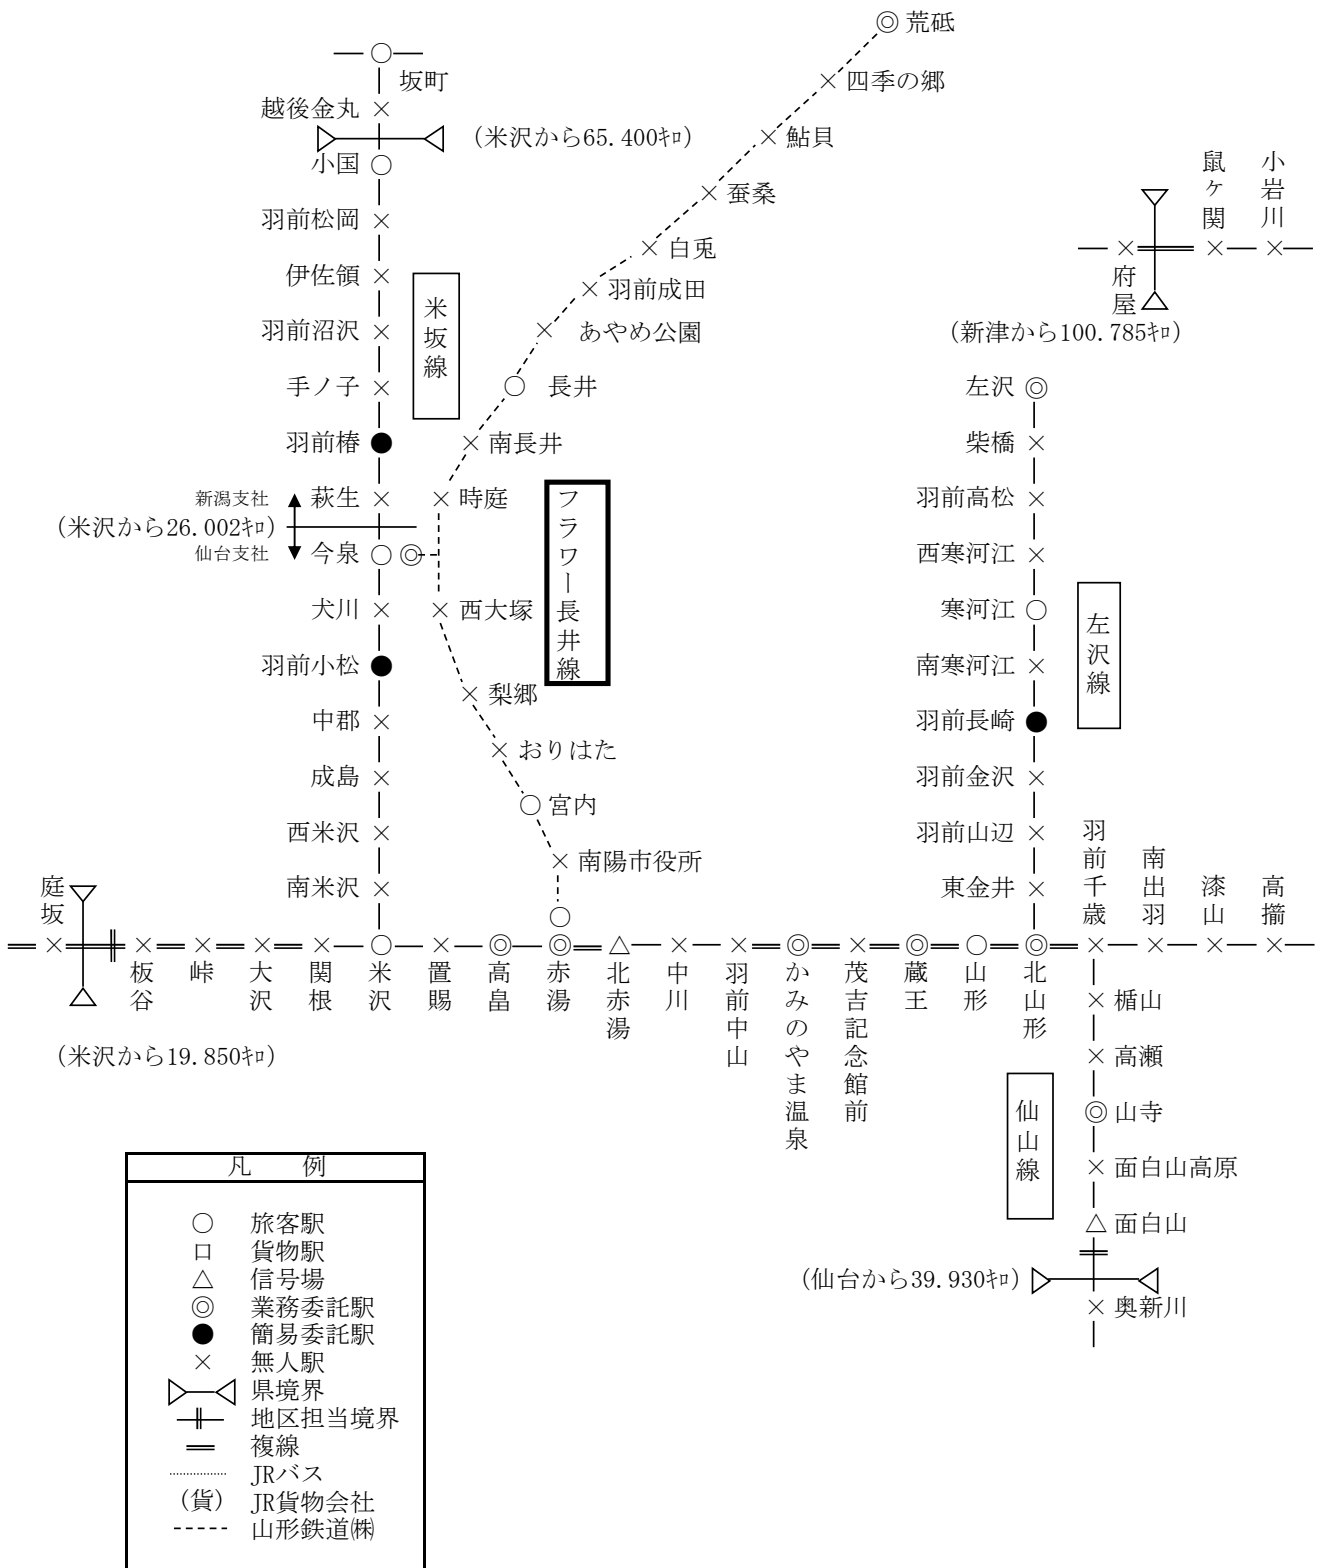 荒砥
坂町
四季の郷
越後金丸
(米沢から65.400㌔)
鮎貝
小国
蚕桑
鼠ヶ関
小岩川
羽前松岡
白兎
府屋
伊佐領
羽前成田
米坂線
羽前沼沢
あやめ公園
(新津から100.785㌔)
手ノ子
長井
左沢
羽前椿
南長井
柴橋
新潟支社
萩生
時庭
フラワー長井線
羽前高松
(米沢から26.002㌔)
仙台支社
今泉
西寒河江
犬川
西大塚
寒河江
左沢線
羽前小松
梨郷
南寒河江
中郡
おりはた
羽前長崎
成島
宮内
羽前金沢
西米沢
南陽市役所
羽前山辺
南米沢
東金井
庭坂
羽前千歳
南出羽
漆山
高擶
板谷
峠
大沢
関根
米沢
置賜
高畠
赤湯
北赤湯
中川
羽前中山
かみのやま温泉
茂吉記念館前
蔵王
山形
北山形
楯山
(米沢から19.850㌔)
高瀬
仙山線
山寺
面白山高原
面白山
(仙台から39.930㌔)
奥新川
凡 例
○ 旅客駅
ロ 貨物駅
△ 信号場
◎ 業務委託駅
● 簡易委託駅
× 無人駅
県境界
地区担当境界
複線
JRバス
(貨) JR貨物会社
山形鉄道㈱